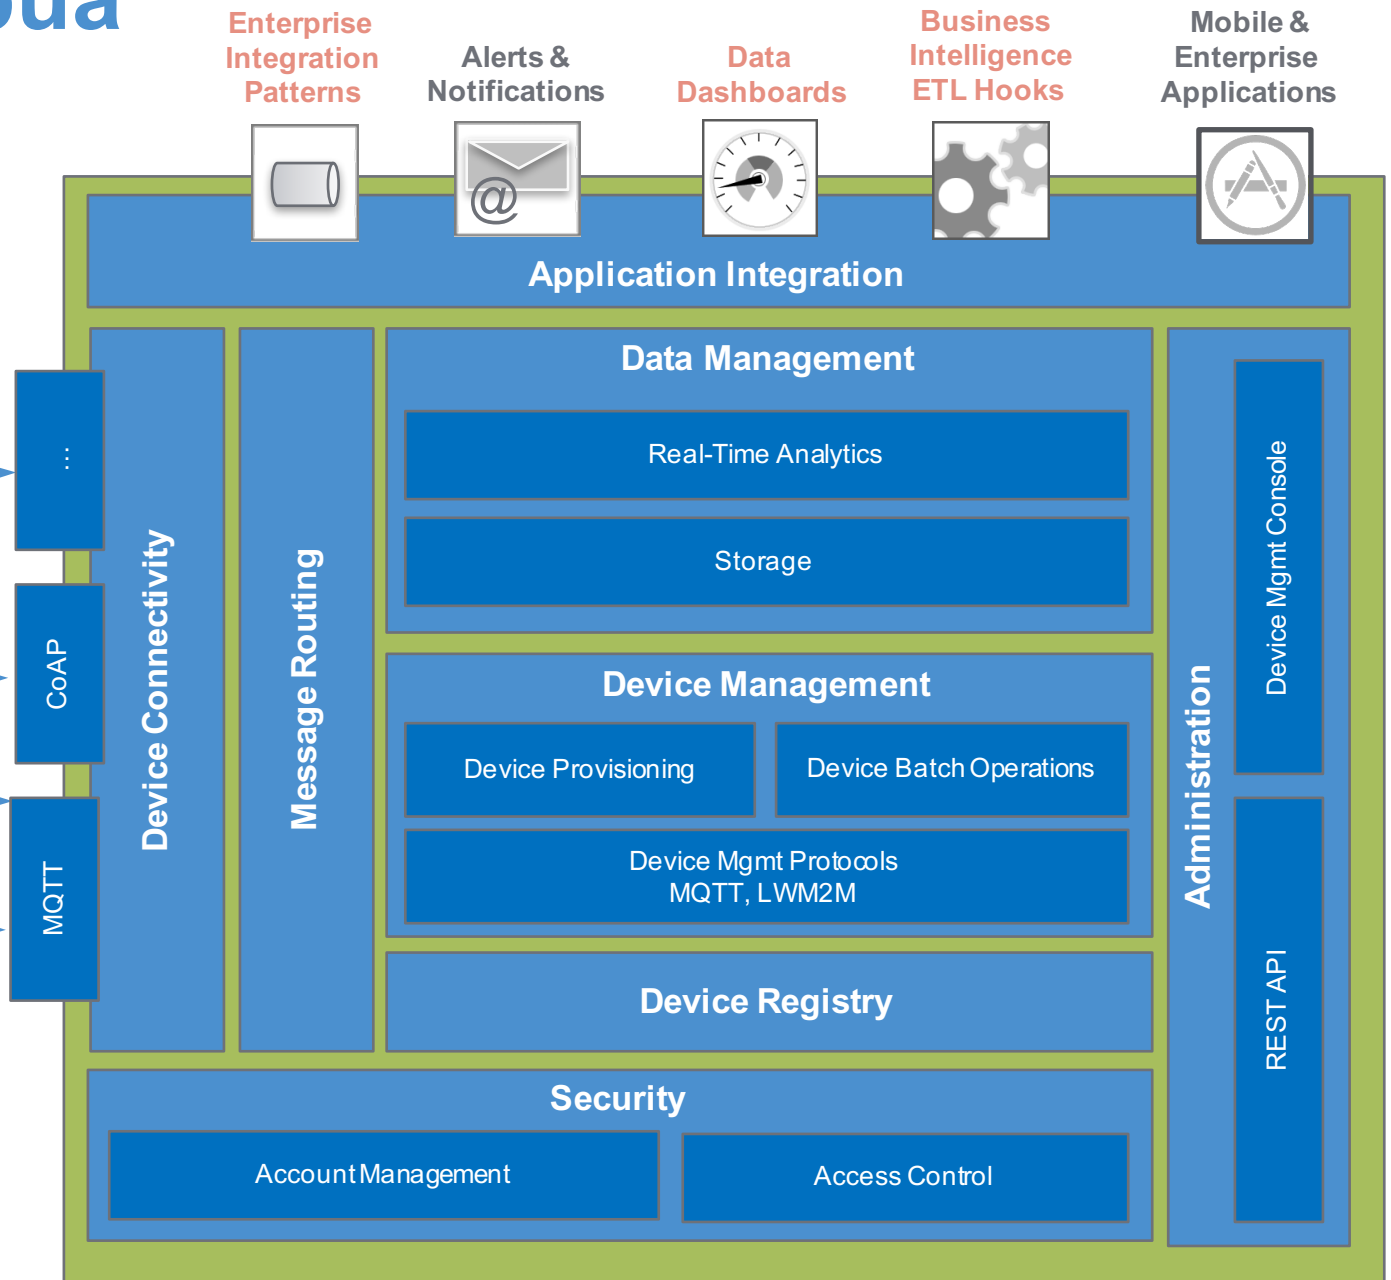 Enterprise
Integration
Patterns
Alerts &
Notifications
Data
Dashboards
Business
Intelligence
ETL Hooks
Mobile &
Enterprise
Applications
@
Application Integration
...
CoAP
MQTT
Device Connectivity
Message Routing
Data Management
Real-Time Analytics
Storage
Device Management
Device Provisioning
Device Batch Operations
Device Mgmt Protocols
MQTT, LWM2M
Device Registry
Administration
Device Mgmt Console
REST API
Security
Account Management
Access Control